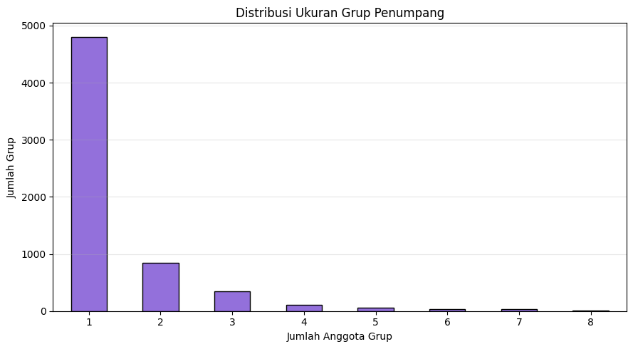 Distribusi Ukuran Grup Penumpang
5000
4000
3000
2000
1000
0
Jumlah Grup
1 2 3 4 5 6 7 8
Jumlah Anggota Grup